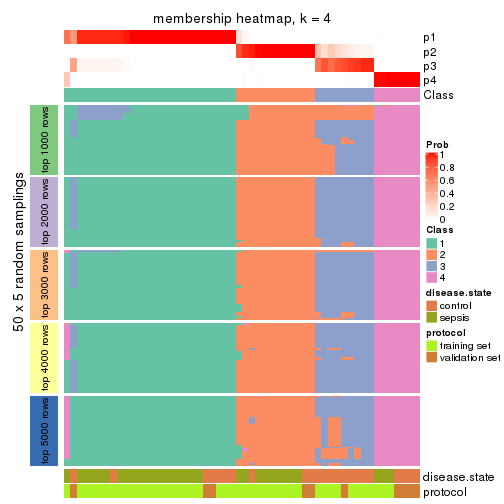 membership heatmap, k = 4
p1
p2
p3
p4
Class
50 x 5 random samplings
top 1000 rows
top 2000 rows
top 3000 rows
top 4000 rows
top 5000 rows
Prob
1
0.8
0.6
0.4
0.2
0
Class
1
2
3
4
disease.state
control
sepsis
protocol
training set
validation set
disease.state
protocol